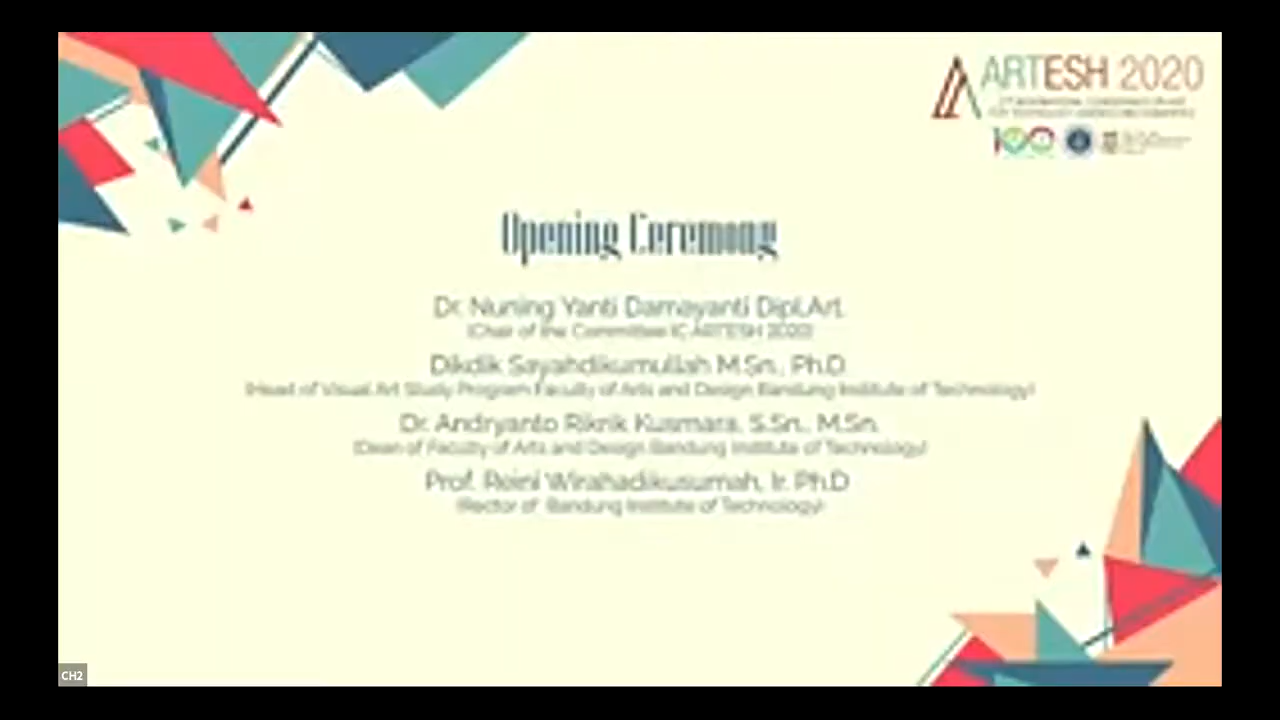 ARTESH 2020
100
Opening Ceremony
Dr. Nuning Yanti Damayanti Dipl.Art.
(Chair of the Committee IC ARTESH 2020)
Dikdik Sayahdikumullah M.Sn., Ph.D
(Head of Visual Art Study Program Faculty of Arts and Design Bandung Institute of Technology)
Dr. Andryanto Rikrik Kusmara, S.Sn., M.Sn.
(Dean of Faculty of Arts and Design Bandung Institute of Technology)
Prof. Reini Wirahadikusumah, Ir. Ph.D
(Rector of Bandung Institute of Technology)
CH2